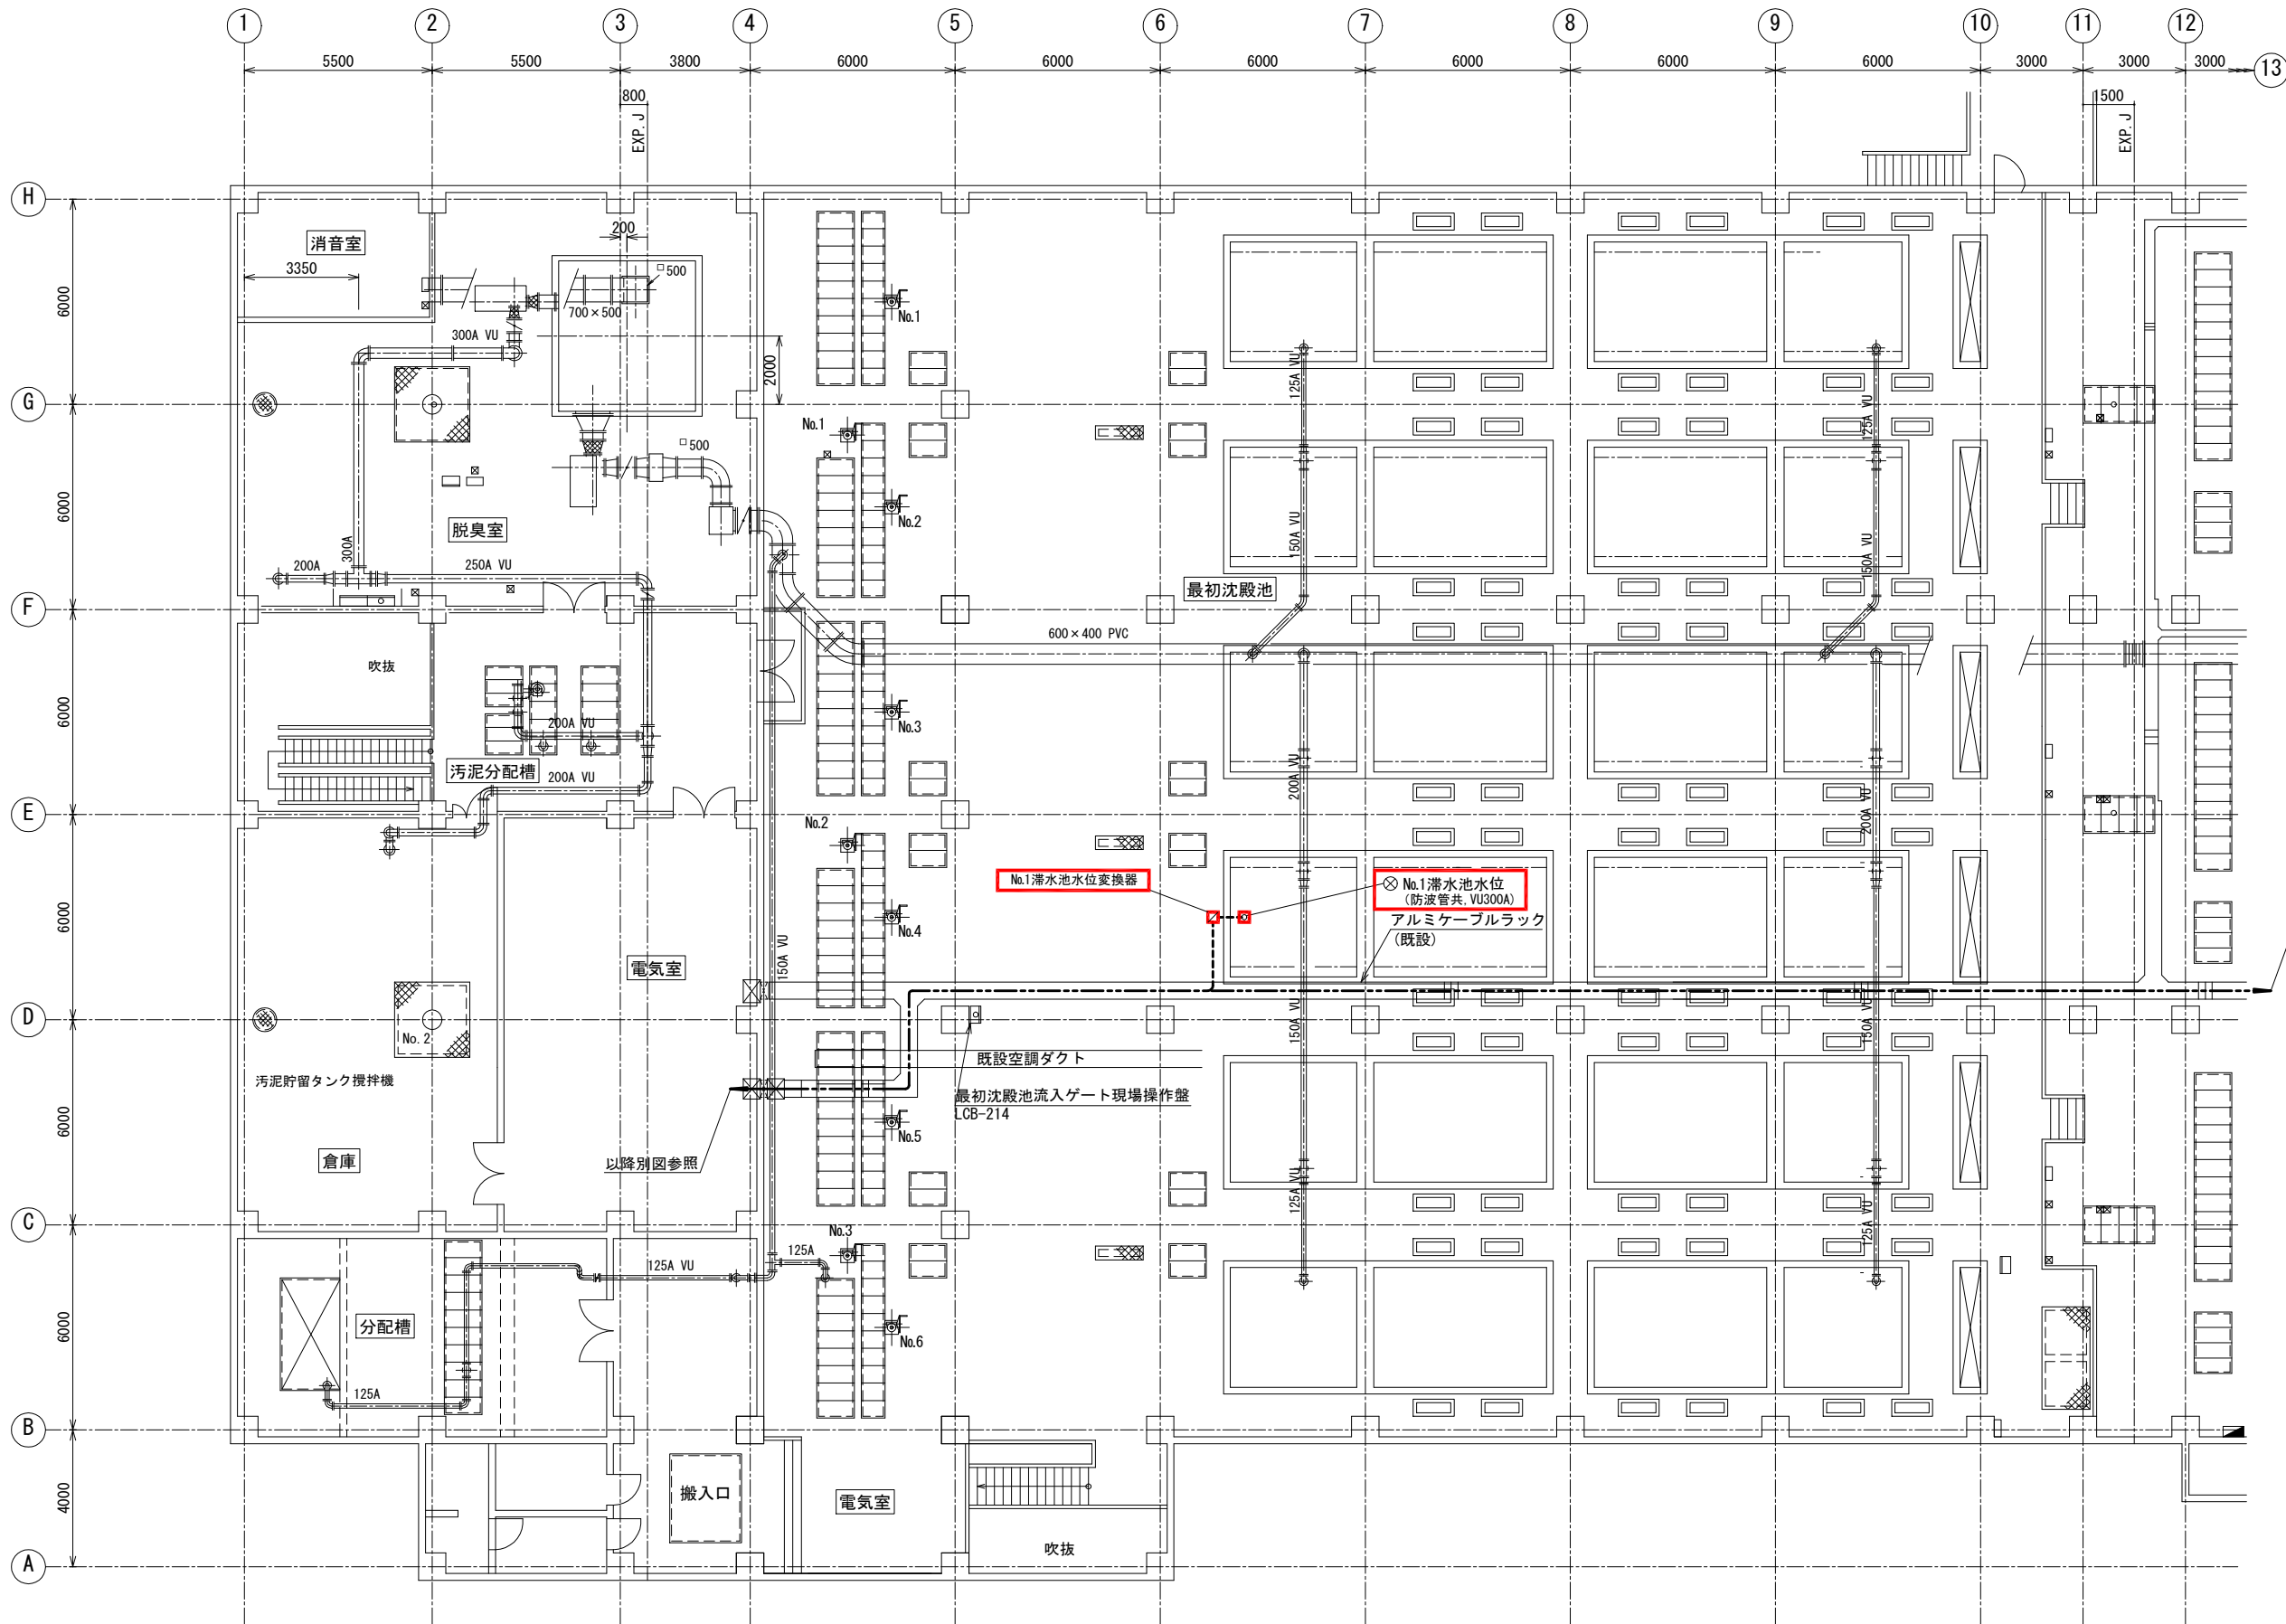 1 2 3 4 5 6 7 8 9 10 11 12 13
5500 5500 3800 6000 6000 6000 6000 6000 6000 3000 3000 3000
800
EXP. J
1500
EXP. J
H
G
F
E
D
C
B
A
6000
6000
6000
6000
6000
6000
4000
消音室
3350
200
□500
700×500
300A VU
2000
□500
脱臭室
300A
200A
250A VU
吹抜
200A VU
汚泥分配槽
200A VU
電気室
No.2
汚泥貯留タンク撹拌機
倉庫
以降別図参照
分配槽
125A
125A VU
125A
150A VU
搬入口
電気室
吹抜
No.1
No.1
No.2
No.3
No.2
No.4
No.5
No.3
No.6
600×400 PVC
最初沈殿池
125A VU
150A VU
200A VU
150A VU
125A VU
125A VU
150A VU
200A VU
150A VU
125A VU
No.1滞水池水位変換器
No.1滞水池水位
(防波管共, VU300A)
アルミケーブルラック
(既設)
既設空調ダクト
最初沈殿池流入ゲート現場操作盤
LCB-214